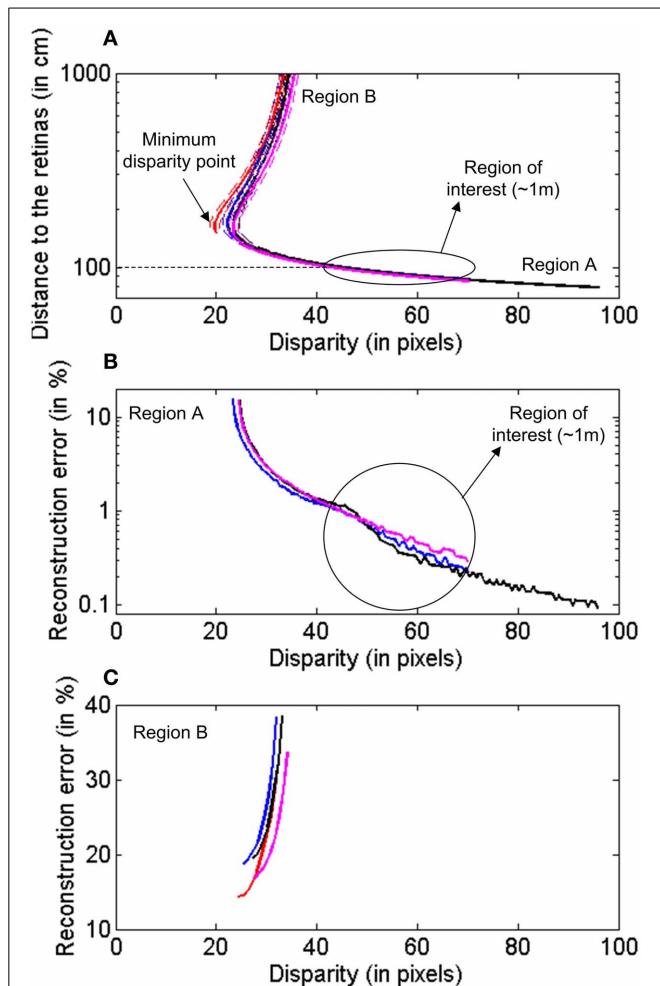 A
Distance to the retinas (in cm)
1000
100
Region B
Minimum
disparity point
Region of
interest (~1m)
Region A
0 20 40 60 80 100
Disparity (in pixels)
B
Reconstruction error (in %)
10
1
0.1
Region A
Region of
interest (~1m)
0 20 40 60 80 100
Disparity (in pixels)
C
Reconstruction error (in %)
40
30
20
10
Region B
0 20 40 60 80 100
Disparity (in pixels)